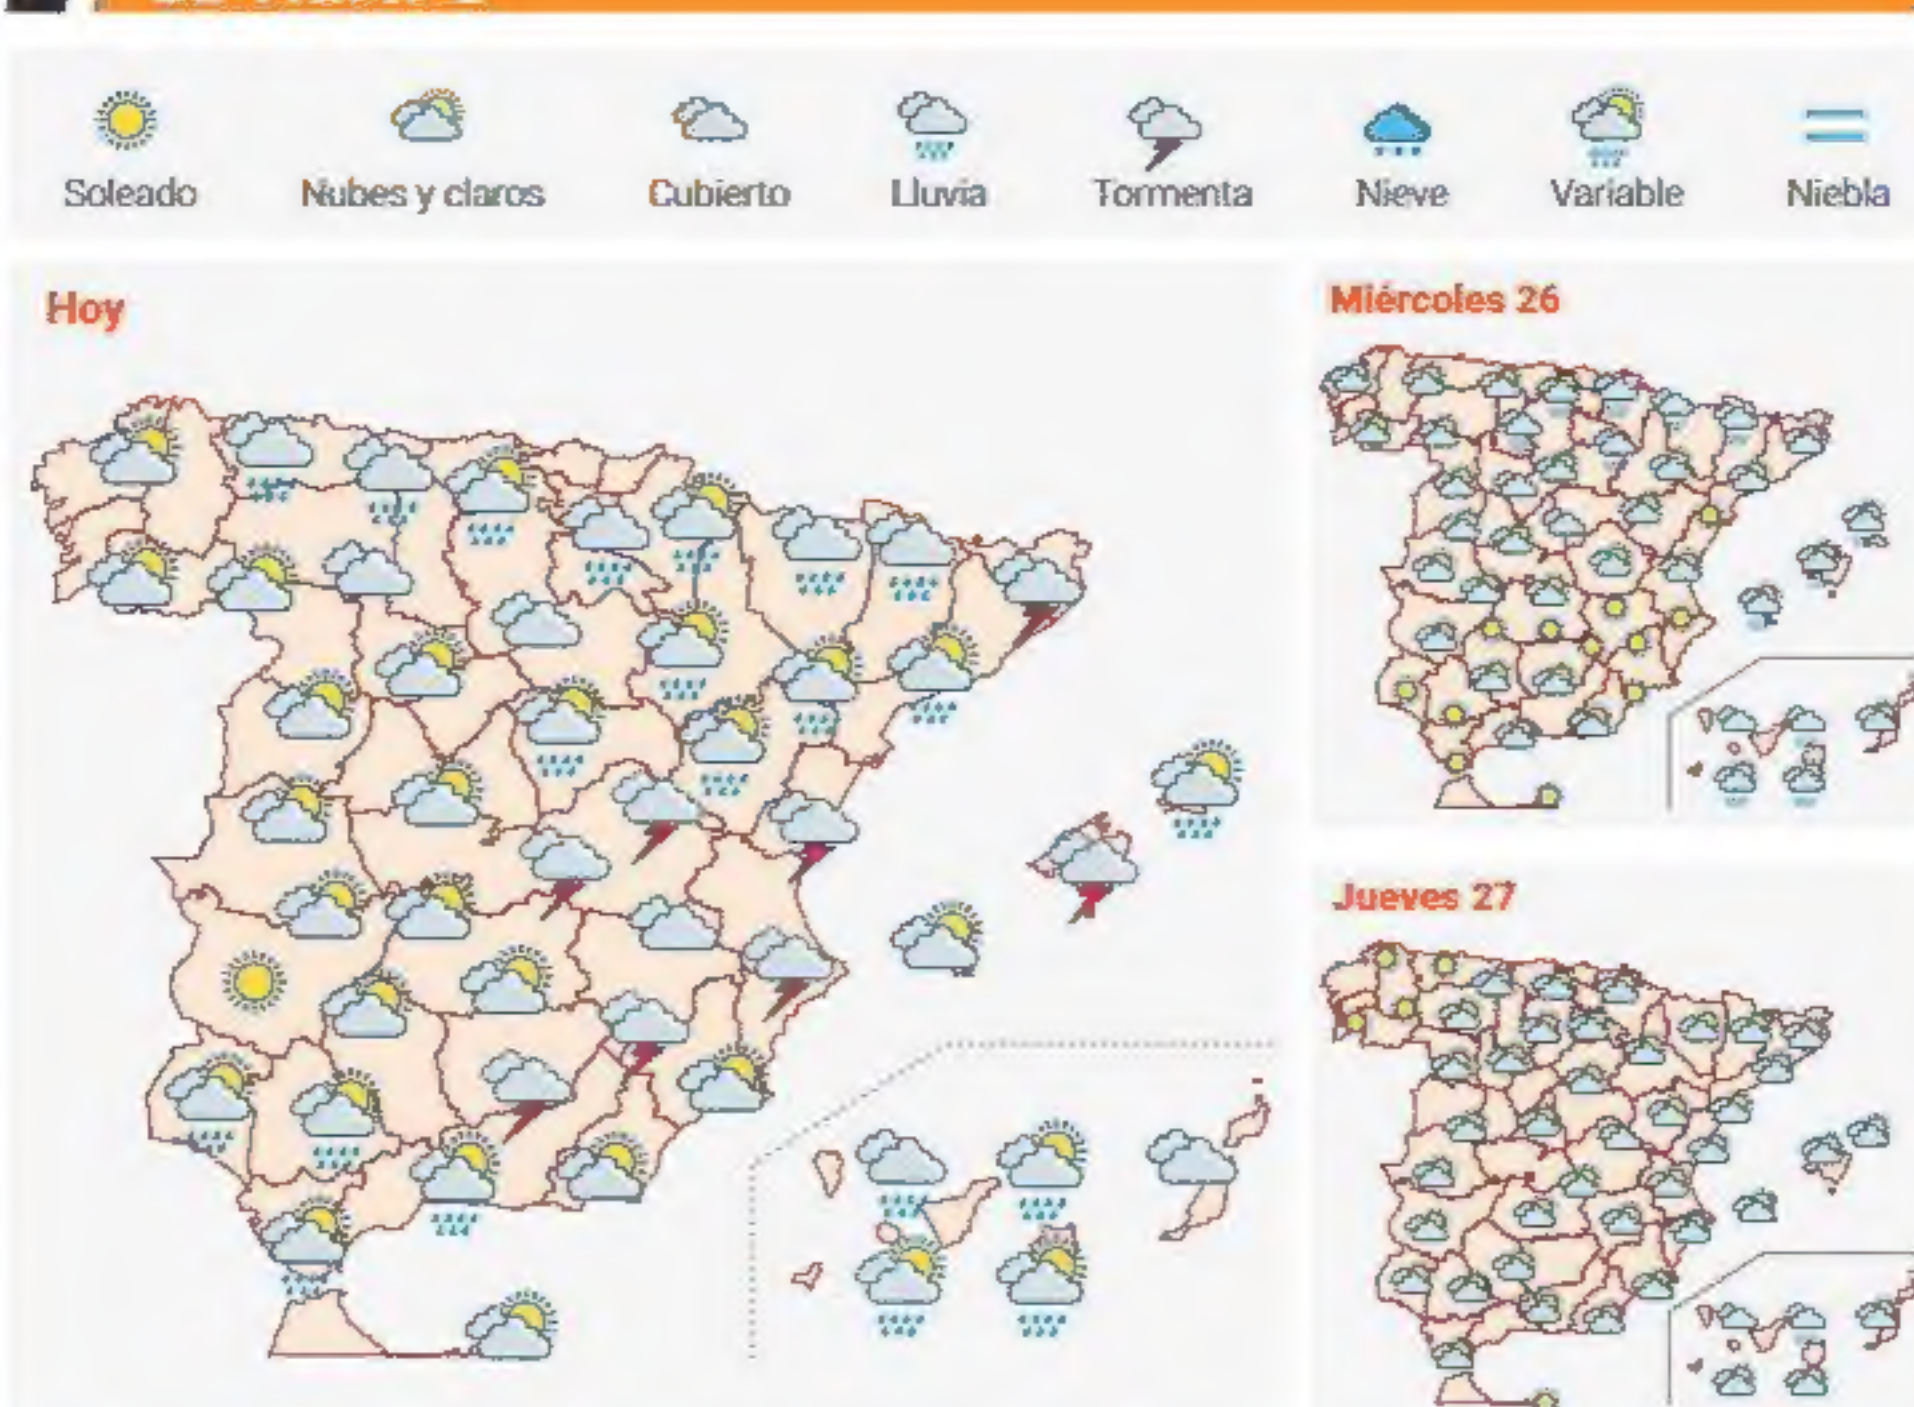 Soleado
Nubes y claros
Cubierto
Lluvia
Tormenta
Nieve
Variable
Niebla
Hoy
Miércoles 26
Jueves 27